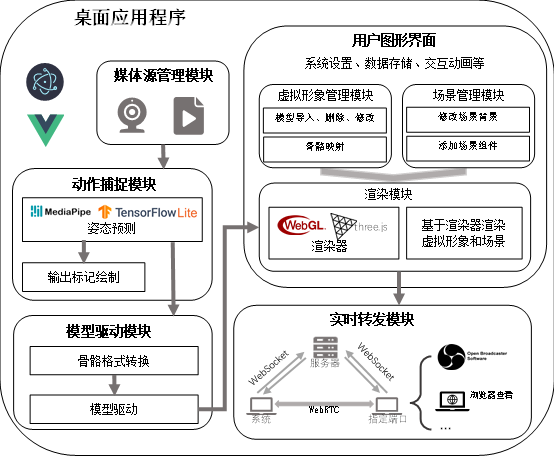 桌面应用程序
媒体源管理模块
动作捕捉模块
MediaPipe
TensorFlow Lite
姿态预测
输出标记绘制
模型驱动模块
骨骼格式转换
模型驱动
用户图形界面
系统设置、数据存储、交互动画等
虚拟形象管理模块
模型导入、删除、修改
骨骼映射
场景管理模块
修改场景背景
添加场景组件
渲染模块
WebGL
three.js
渲染器
基于渲染器渲染
虚拟形象和场景
实时转发模块
服务器
WebSocket
WebSocket
系统
WebRTC
指定端口
Open Broadcaster
Software
浏览器查看
...